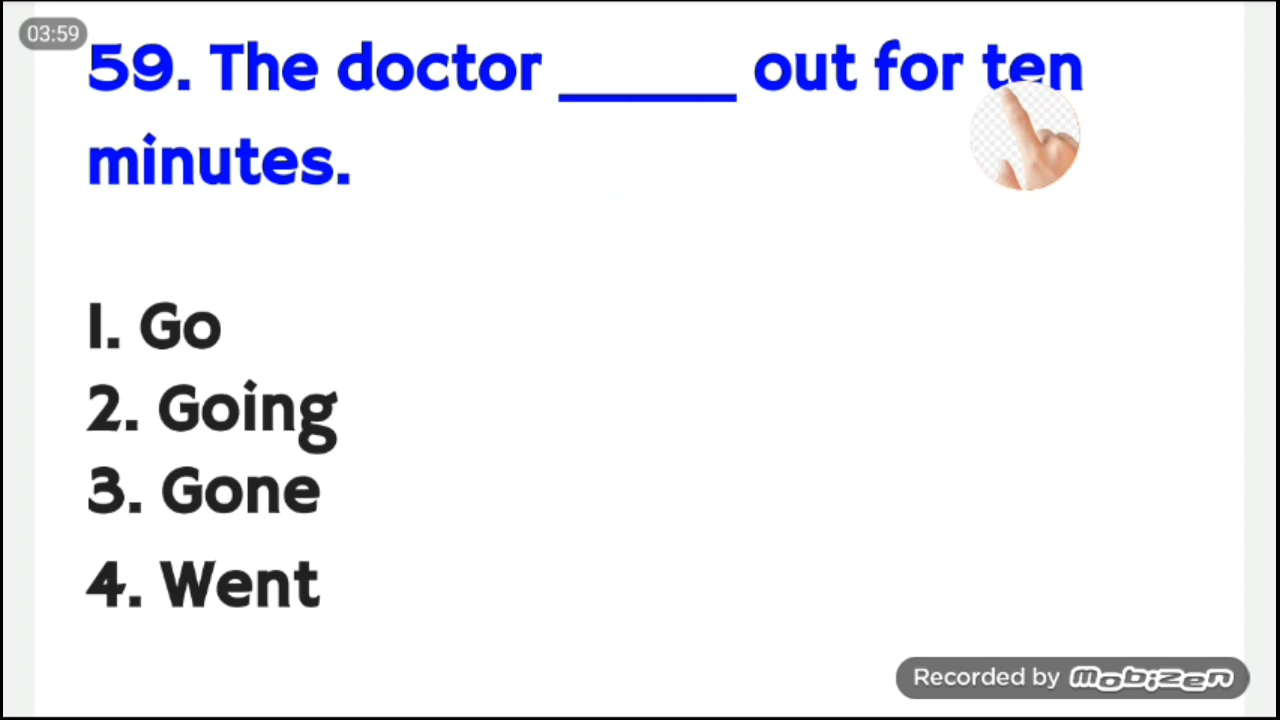 03:59
59. The doctor ______ out for ten
minutes.
1. Go
2. Going
3. Gone
4. Went
Recorded by mobizen